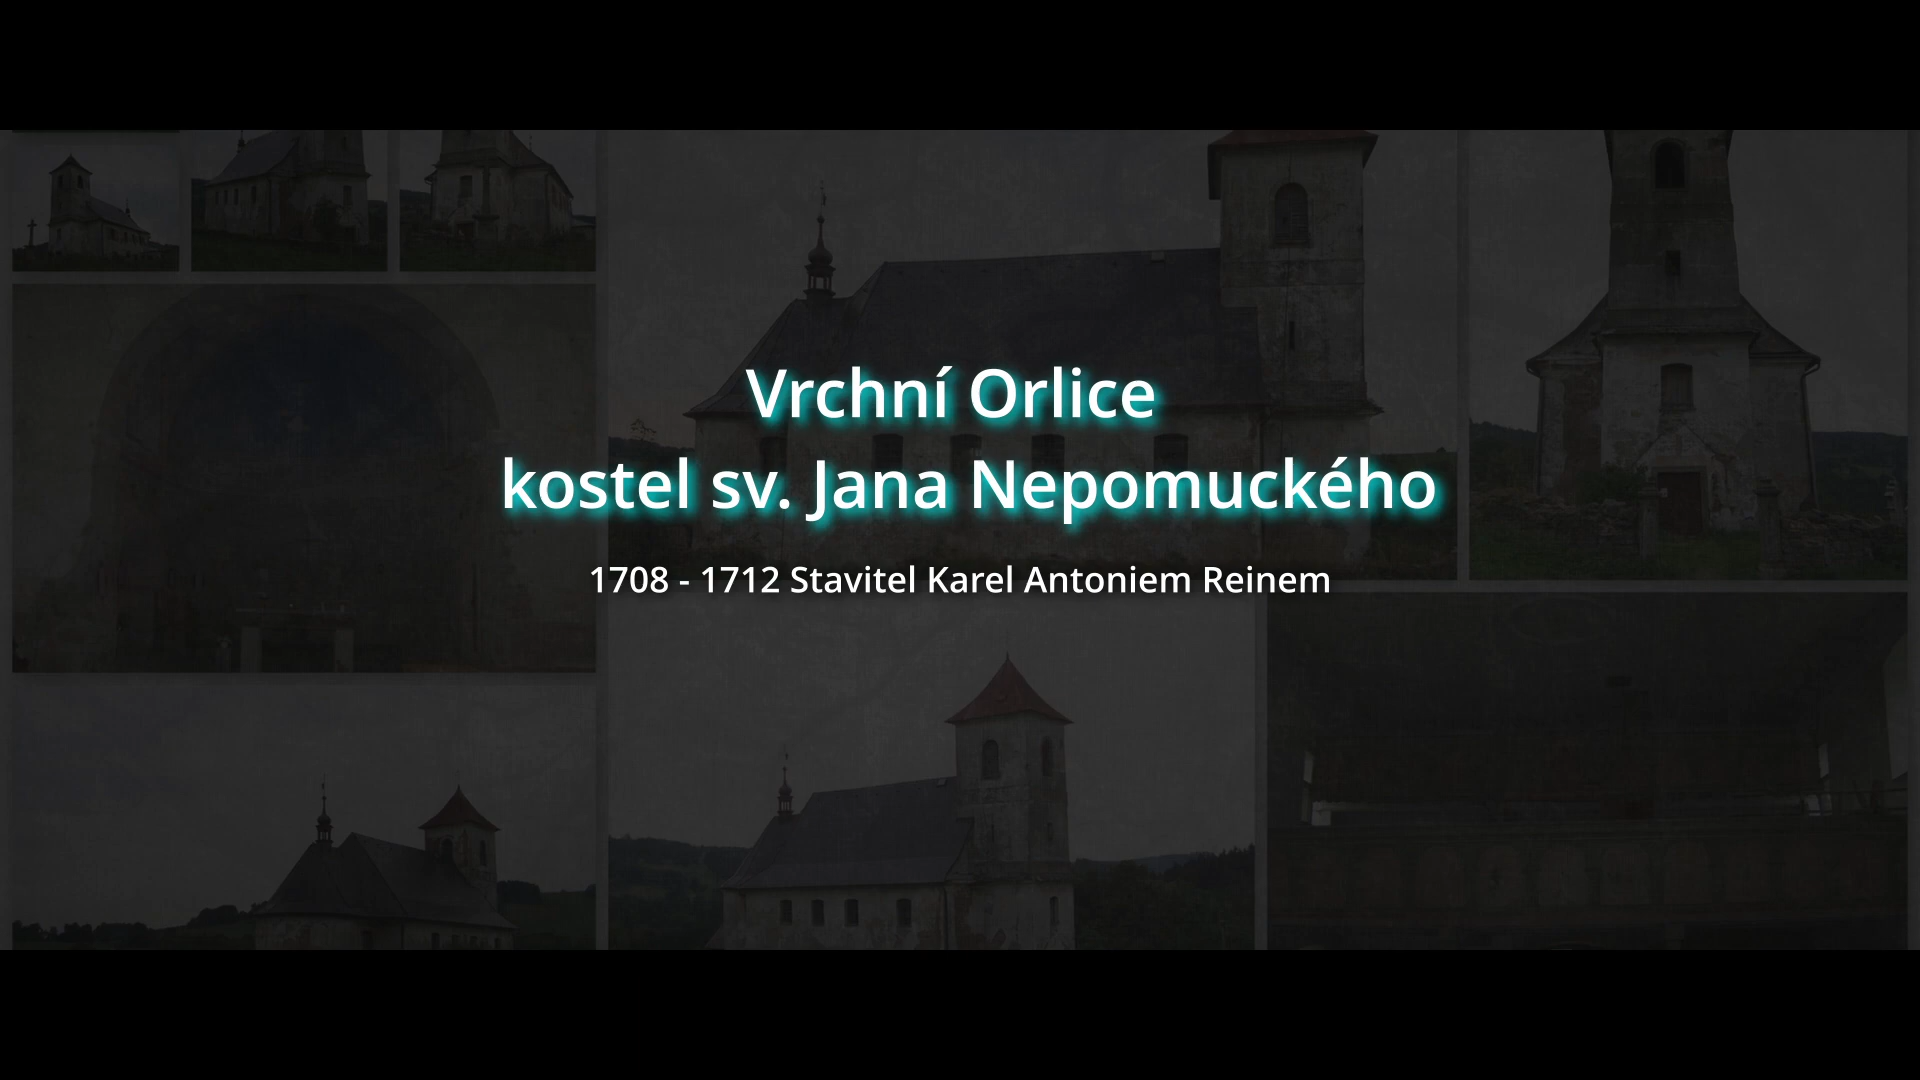 Vrchní Orlice
kostel sv. Jana Nepomuckého
1708 - 1712 Stavitel Karel Antoniem Reinem